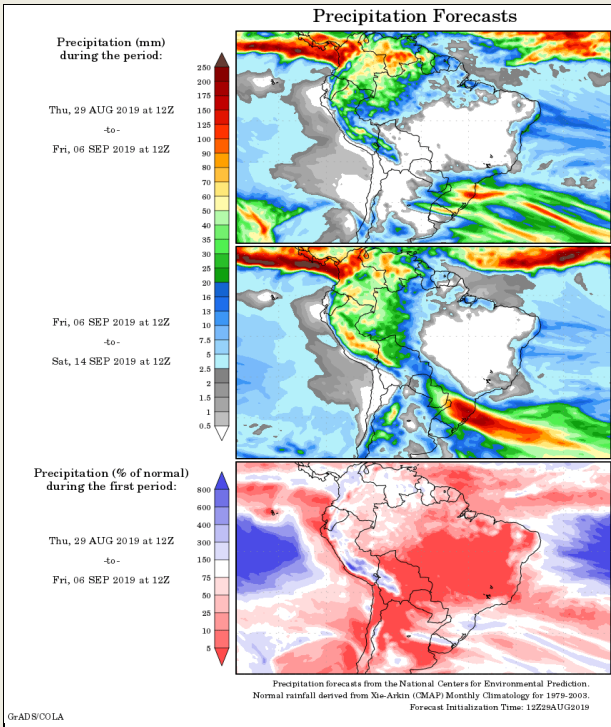 Precipitation Forecasts
Precipitation (mm)
during the period:
Thu, 29 AUG 2019 at 12Z
-to-
Fri, 06 SEP 2019 at 12Z
250
200
175
150
125
100
90
80
70
60
50
40
35
30
25
20
16
13
10
7.5
5
2.5
2
1.5
1
0.5
Fri, 06 SEP 2019 at 12Z
-to-
Sat, 14 SEP 2019 at 12Z
Precipitation (% of normal)
during the first period:
Thu, 29 AUG 2019 at 12Z
-to-
Fri, 06 SEP 2019 at 12Z
800
600
400
300
150
75
50
25
10
5
Precipitation forecasts from the National Centers for Environmental Prediction.
Normal rainfall derived from Xie-Arkin (CMAP) Monthly Climatology for 1979-2003.
Forecast Initialization Time: 12Z29AUG2019
GrADS/COLA